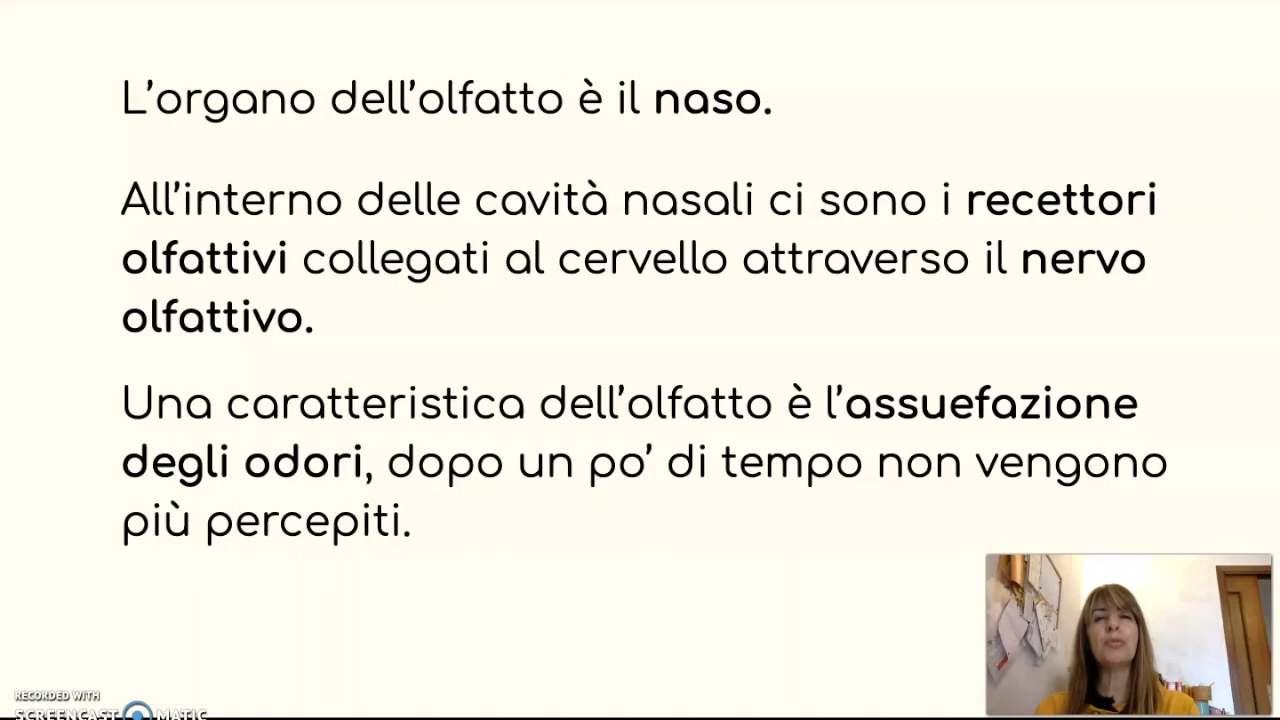 L’organo dell’olfatto è il naso.
All’interno delle cavità nasali ci sono i recettori
olfattivi collegati al cervello attraverso il nervo
olfattivo.
Una caratteristica dell’olfatto è l’assuefazione
degli odori, dopo un po’ di tempo non vengono
più percepiti.
RECORDED WITH
SCREENCAST MATIC